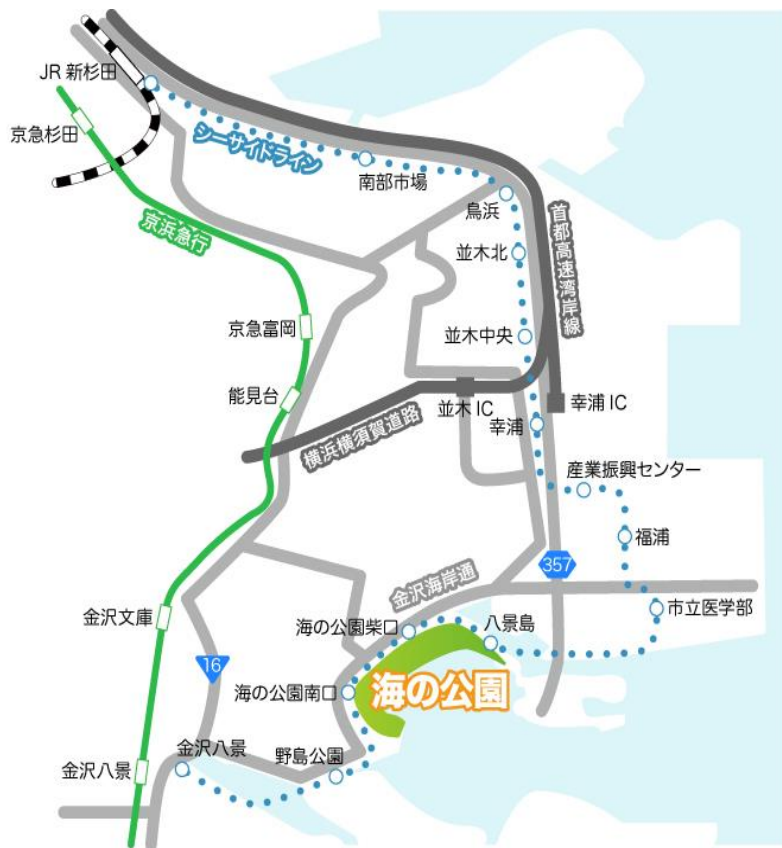 JR 新杉田
京急杉田
シーサイドライン
南部市場
鳥浜
京浜急行
首都高速湾岸線
並木北
京急富岡
並木中央
能見台
並木 IC
幸浦 IC
幸浦
横浜横須賀道路
産業振興センター
福浦
357
金沢海岸通
金沢文庫
海の公園柴口
八景島
市立医学部
16
海の公園南口
海の公園
金沢八景
野島公園
金沢八景